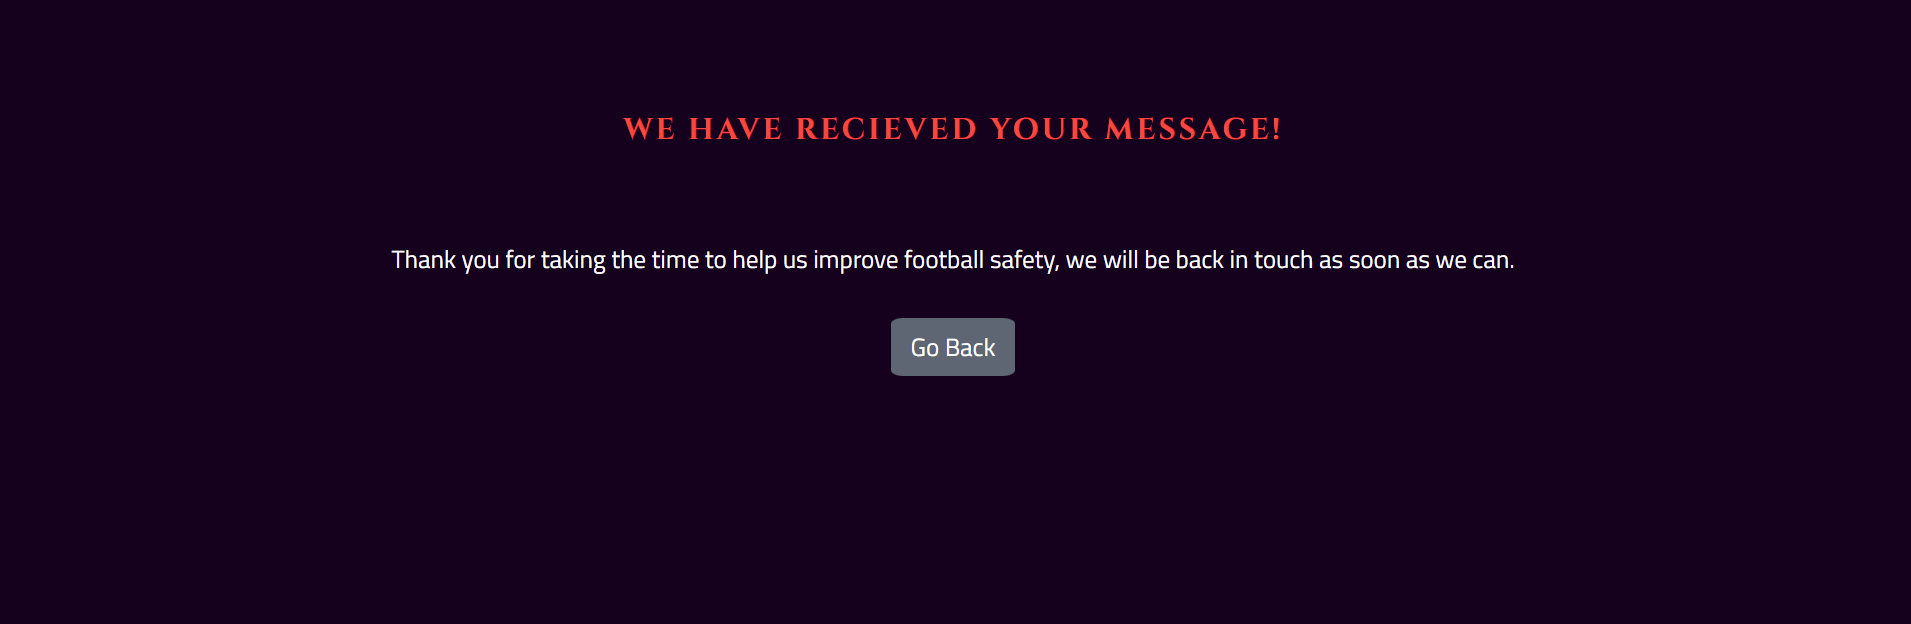 WE HAVE RECIEVED YOUR MESSAGE!
Thank you for taking the time to help us improve football safety, we will be back in touch as soon as we can.
Go Back